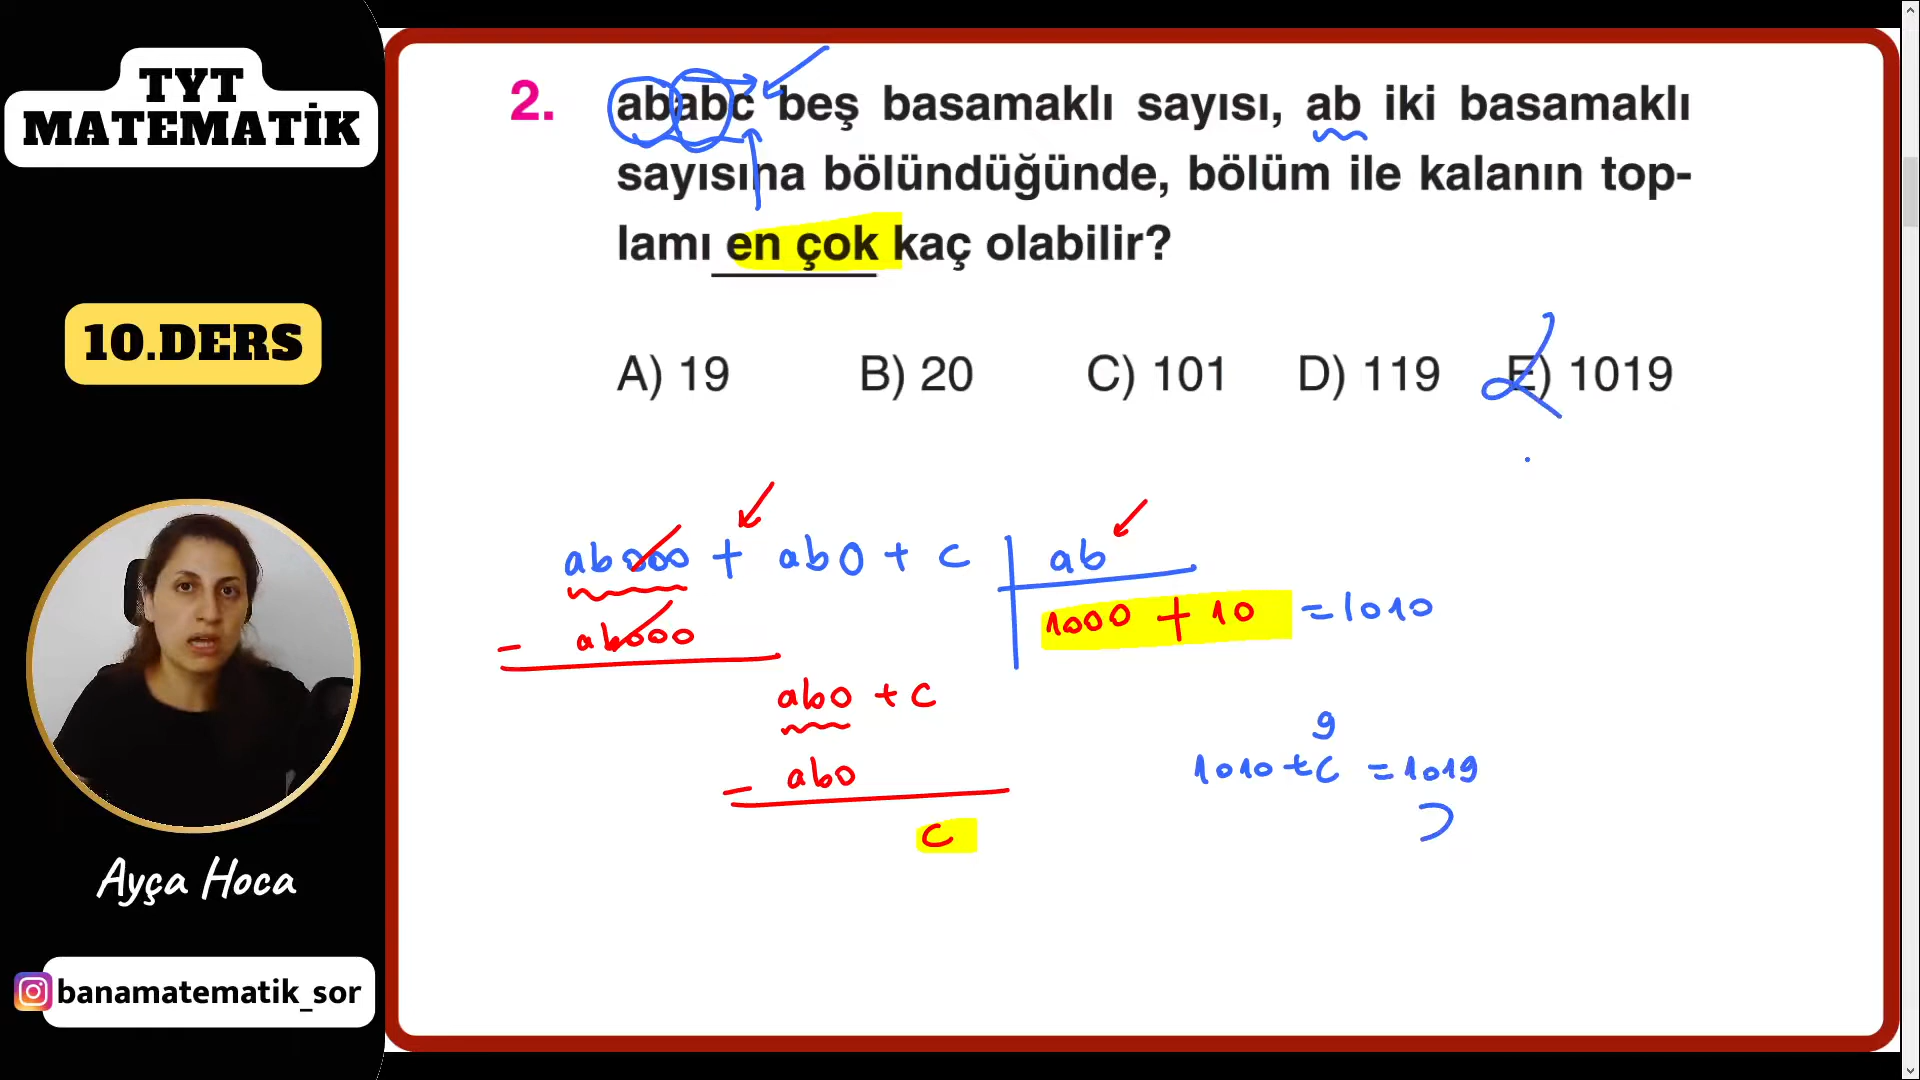 TYT
MATEMATİK
10.DERS
Ayça Hoca
banamatematik_sor
2. ababc beş basamaklı sayısı, ab iki basamaklı
sayısına bölündüğünde, bölüm ile kalanın top-
lamı en çok kaç olabilir?
A) 19 B) 20 C) 101 D) 119 E) 1019
ab000 + ab0 + c ab
1000 + 10 = 1010
- ab000
ab0 + c
- ab0
c
9
1010 + c = 1019